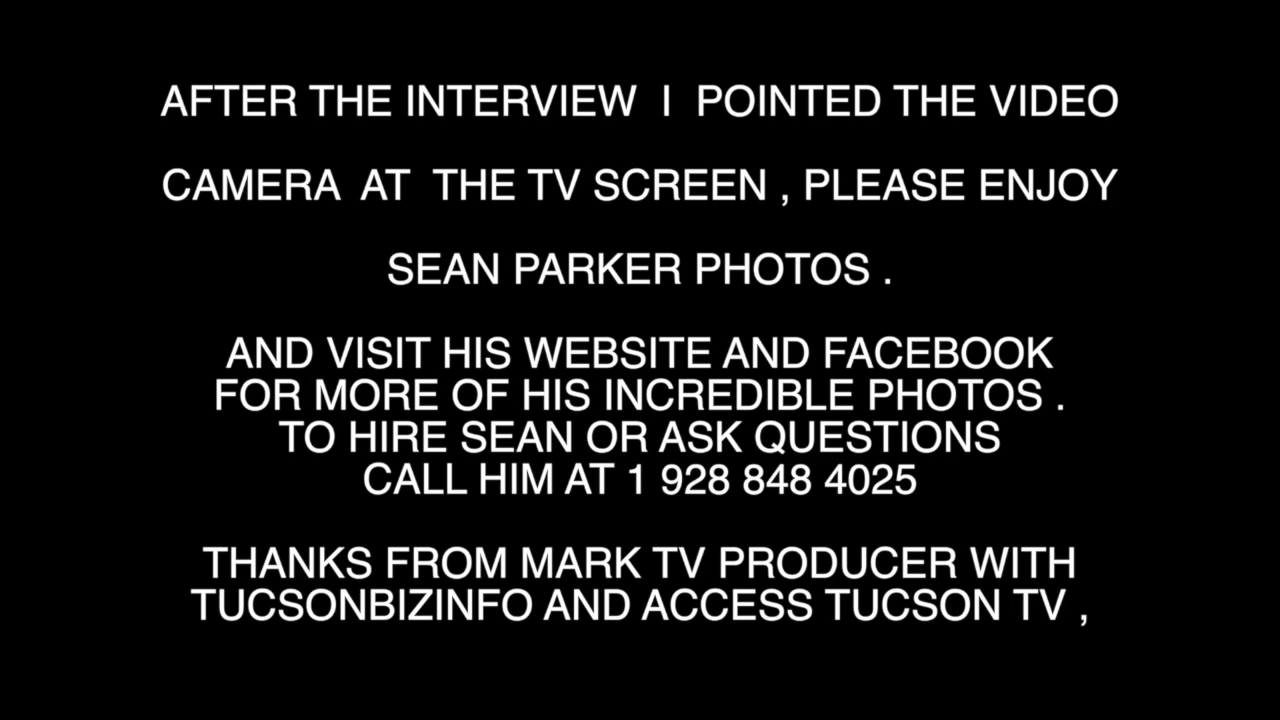 AFTER THE INTERVIEW  I  POINTED THE VIDEO
CAMERA  AT  THE TV SCREEN , PLEASE ENJOY
SEAN PARKER PHOTOS .
AND VISIT HIS WEBSITE AND FACEBOOK
FOR MORE OF HIS INCREDIBLE PHOTOS .
TO HIRE SEAN OR ASK QUESTIONS
CALL HIM AT 1 928 848 4025
THANKS FROM MARK TV PRODUCER WITH
TUCSONBIZINFO AND ACCESS TUCSON TV ,